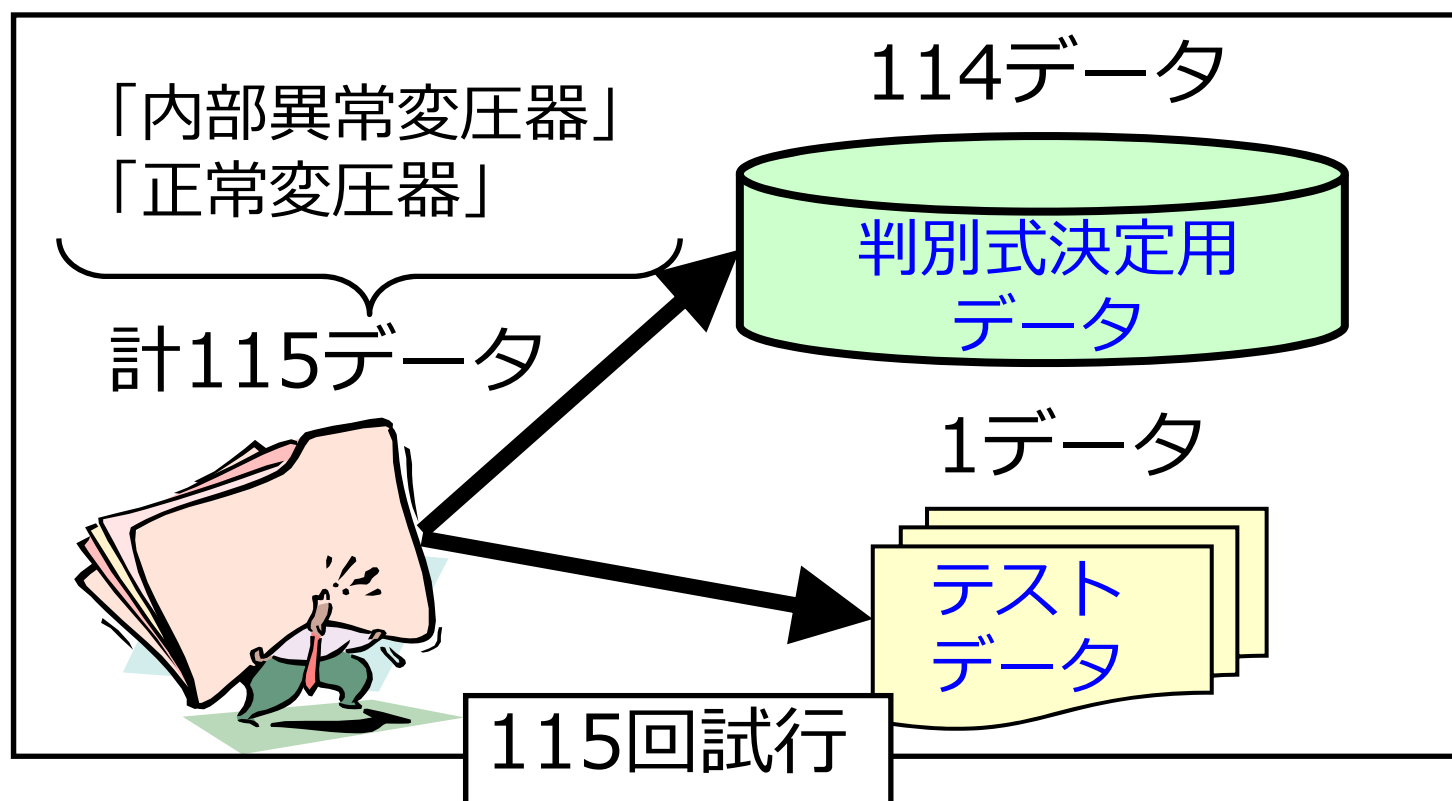 「内部異常変圧器」
「正常変圧器」
計115データ
114データ
判別式決定用
データ
1データ
テスト
データ
115回試行